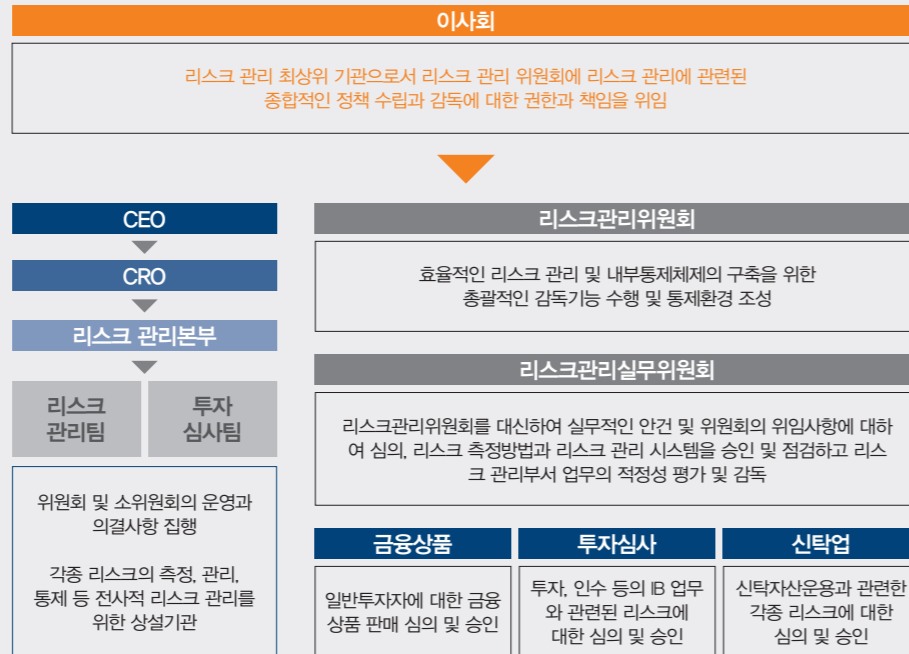 이사회
리스크 관리 최상위 기관으로서 리스크 관리 위원회에 리스크 관리에 관련된
종합적인 정책 수립과 감독에 대한 권한과 책임을 위임
CEO
CRO
리스크 관리본부
리스크
관리팀
투자
심사팀
위원회 및 소위원회의 운영과
의결사항 집행
각종 리스크의 측정, 관리,
통제 등 전사적 리스크 관리를
위한 상설기관
리스크관리위원회
효율적인 리스크 관리 및 내부통제체제의 구축을 위한
총괄적인 감독기능 수행 및 통제환경 조성
리스크관리실무위원회
리스크관리위원회를 대신하여 실무적인 안건 및 위원회의 위임사항에 대하
여 심의, 리스크 측정방법과 리스크 관리 시스템을 승인 및 점검하고 리스
크 관리부서 업무의 적정성 평가 및 감독
금융상품
일반투자자에 대한 금융
상품 판매 심의 및 승인
투자심사
투자, 인수 등의 IB 업무
와 관련된 리스크에
대한 심의 및 승인
신탁업
신탁자산운용과 관련한
각종 리스크에 대한
심의 및 승인